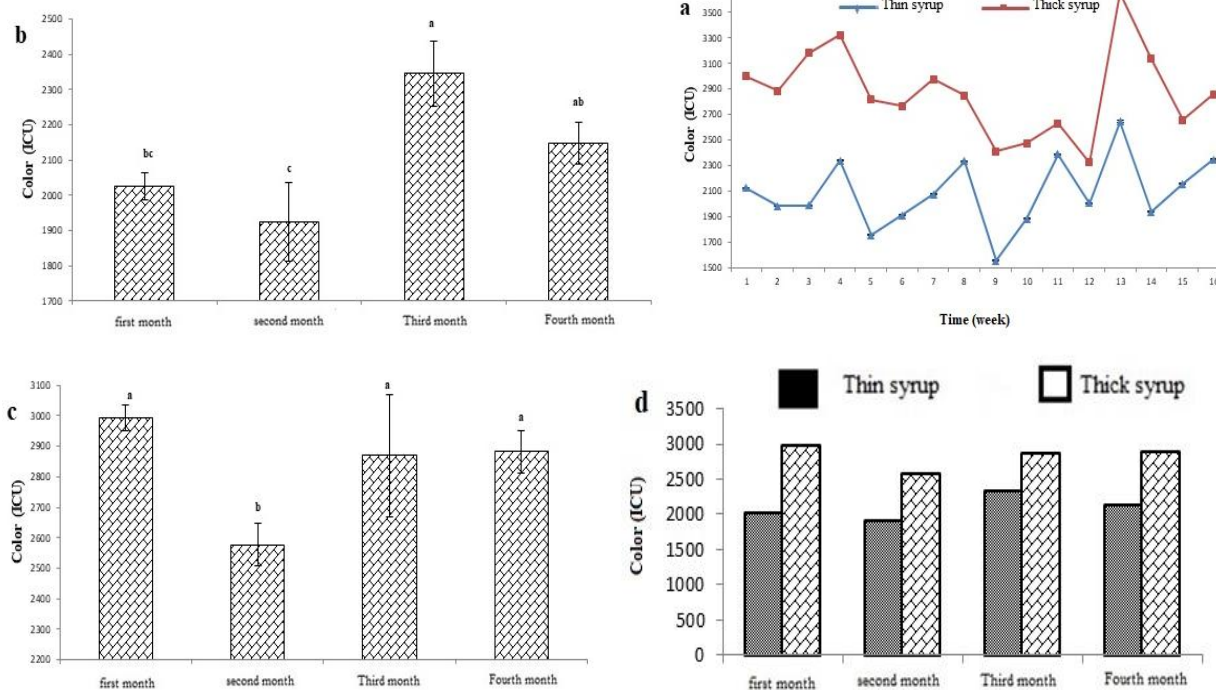 b
2500
2400
2300
2200
2100
2000
1900
1800
1700
Color (ICU)
bc
c
a
ab
first month
second month
Third month
Fourth month
a
Thin syrup
Thick syrup
3500
3300
3100
2900
2700
2500
2300
2100
1900
1700
1500
Color (ICU)
1 2 3 4 5 6 7 8 9 10 11 12 13 14 15 16
Time (week)
c
3100
3000
2900
2800
2700
2600
2500
2400
2300
2200
Color (ICU)
a
b
a
a
first month
second month
Third month
Fourth month
d
Thin syrup
Thick syrup
3500
3000
2500
2000
1500
1000
500
0
Color (ICU)
first month
second month
Third month
Fourth month